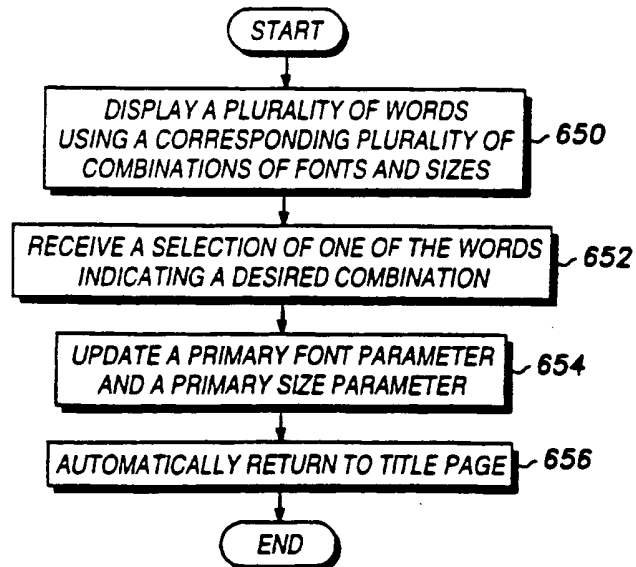 START
DISPLAY A PLURALITY OF WORDS
USING A CORRESPONDING PLURALITY OF
COMBINATIONS OF FONTS AND SIZES
650
RECEIVE A SELECTION OF ONE OF THE WORDS
INDICATING A DESIRED COMBINATION
652
UPDATE A PRIMARY FONT PARAMETER
AND A PRIMARY SIZE PARAMETER
654
AUTOMATICALLY RETURN TO TITLE PAGE
656
END